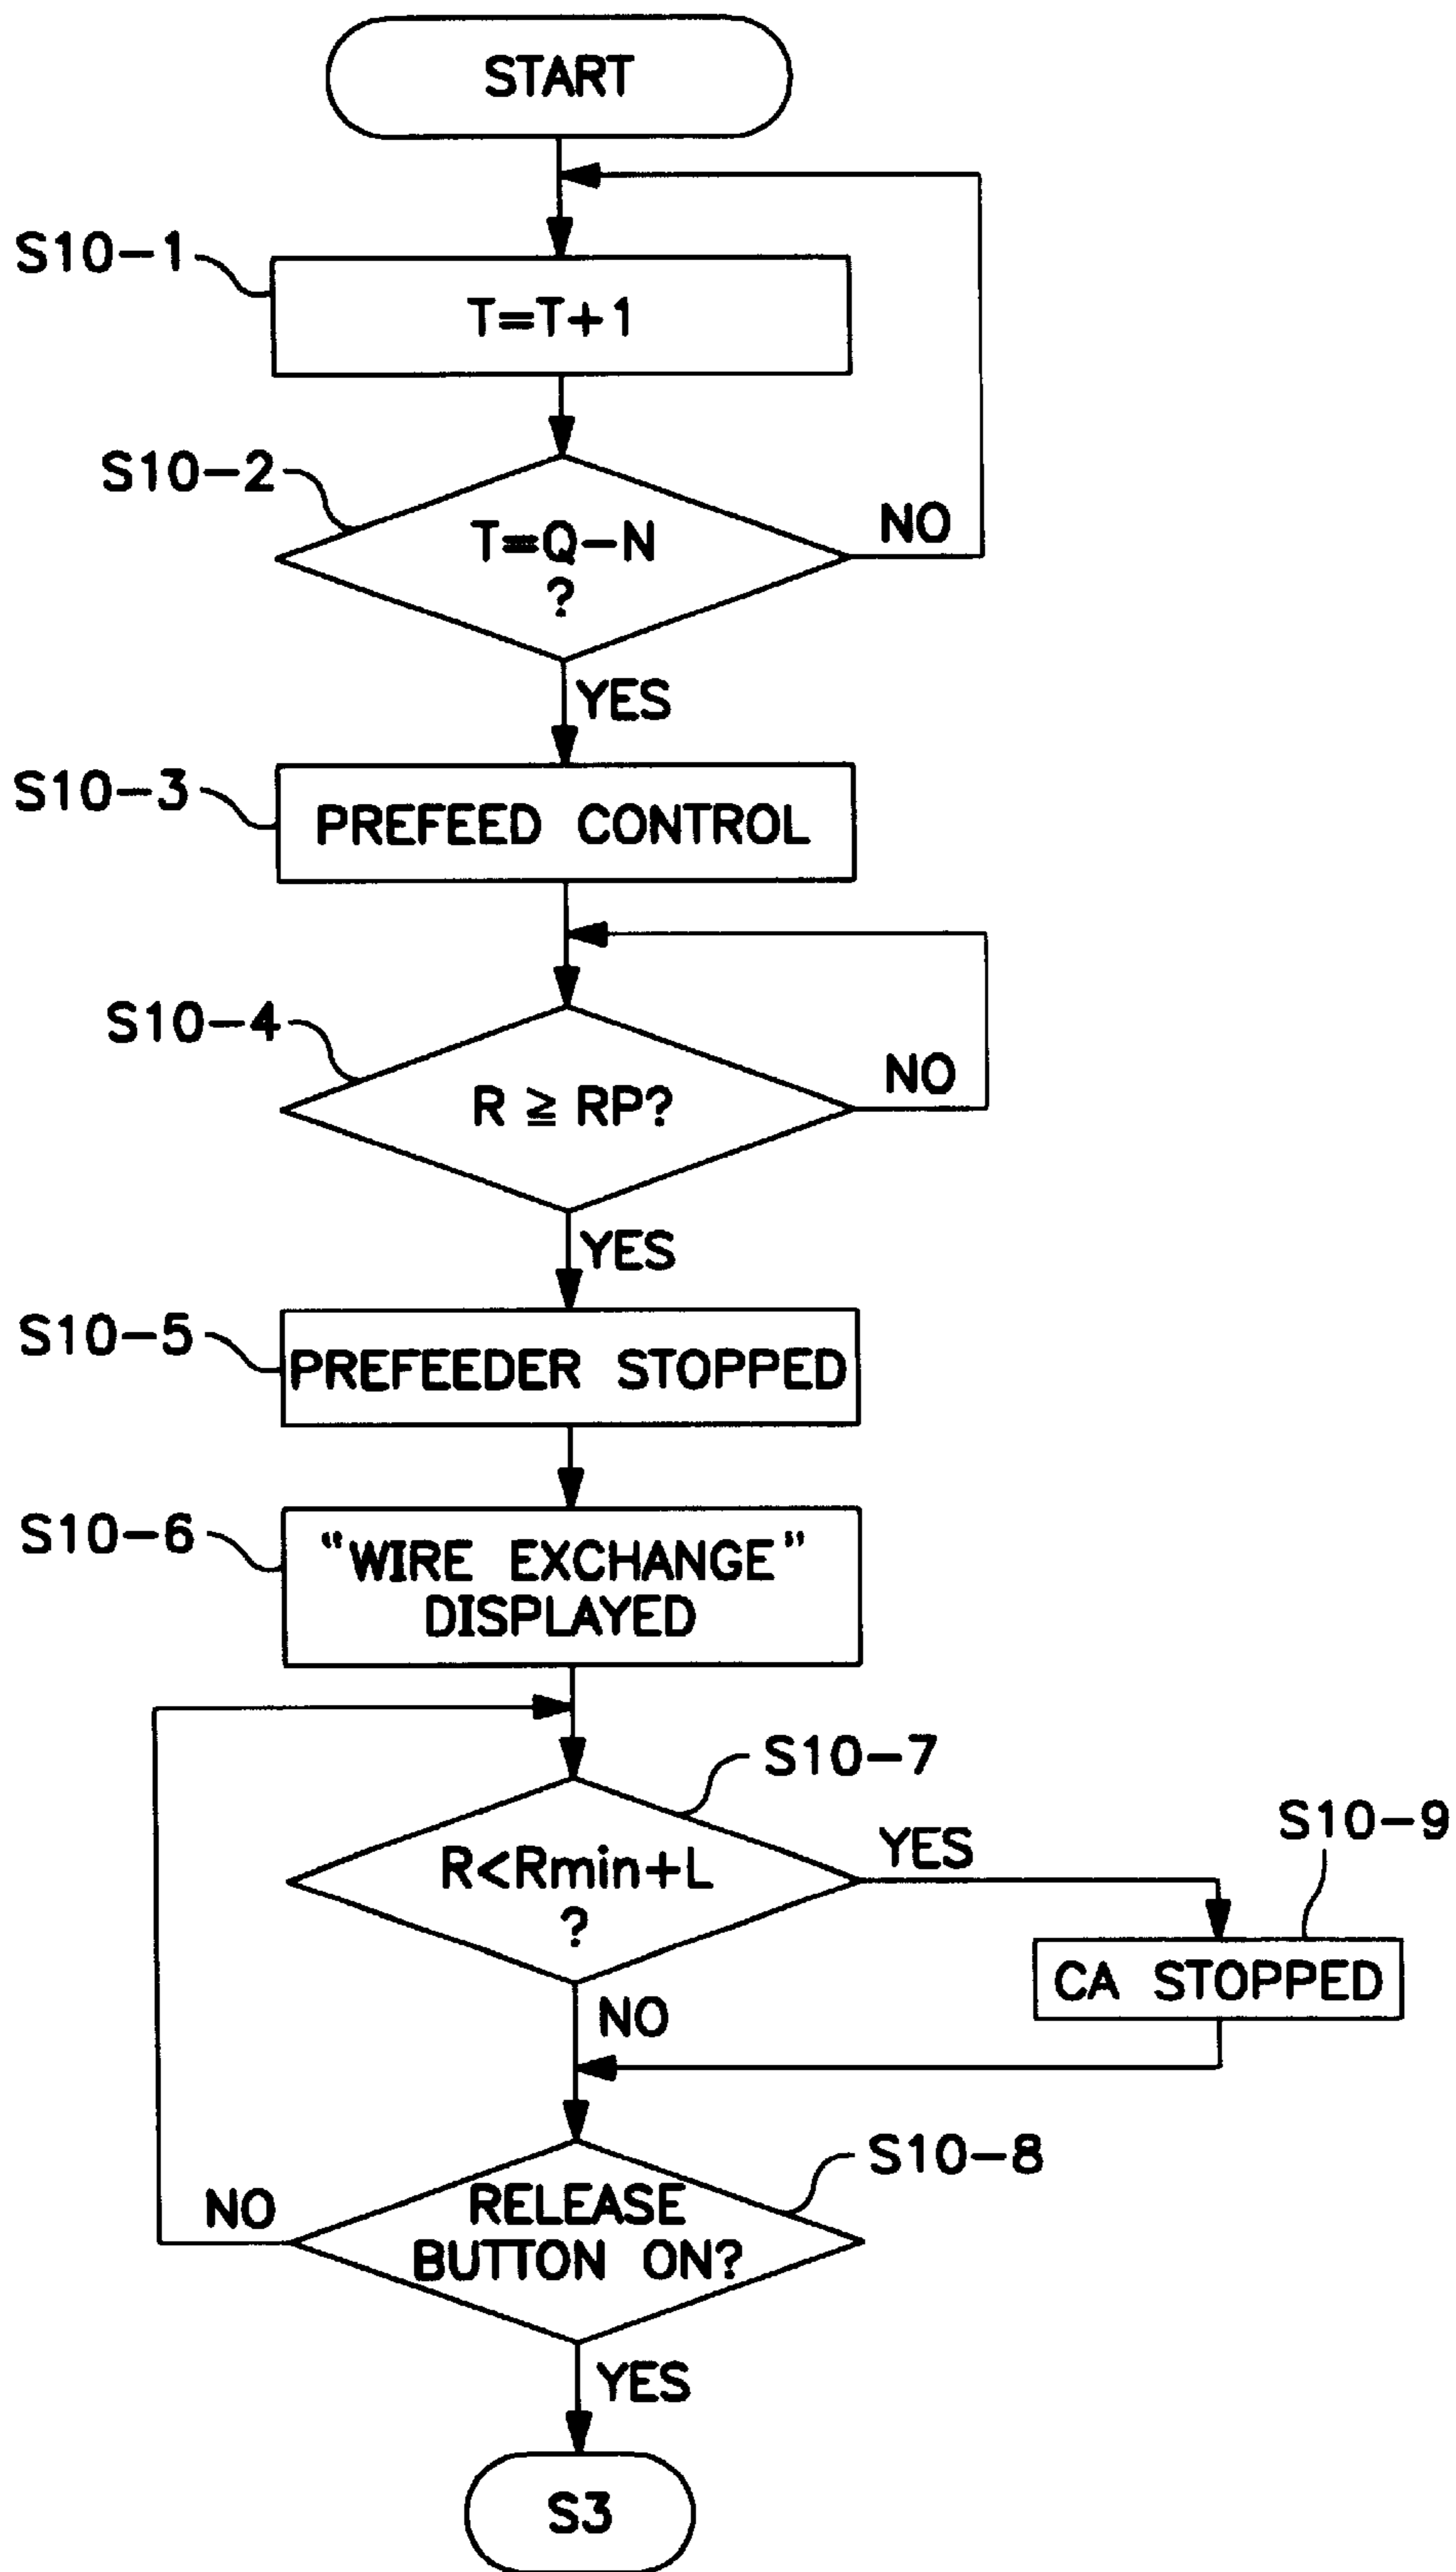 START
S10-1
T=T+1
S10-2
T=Q-N
?
NO
YES
S10-3
PREFEED CONTROL
S10-4
R ≧ RP?
NO
YES
S10-5
PREFEEDER STOPPED
S10-6
"WIRE EXCHANGE"
DISPLAYED
S10-7
R<Rmin+L
?
YES
S10-9
CA STOPPED
NO
S10-8
RELEASE
BUTTON ON?
NO
YES
S3